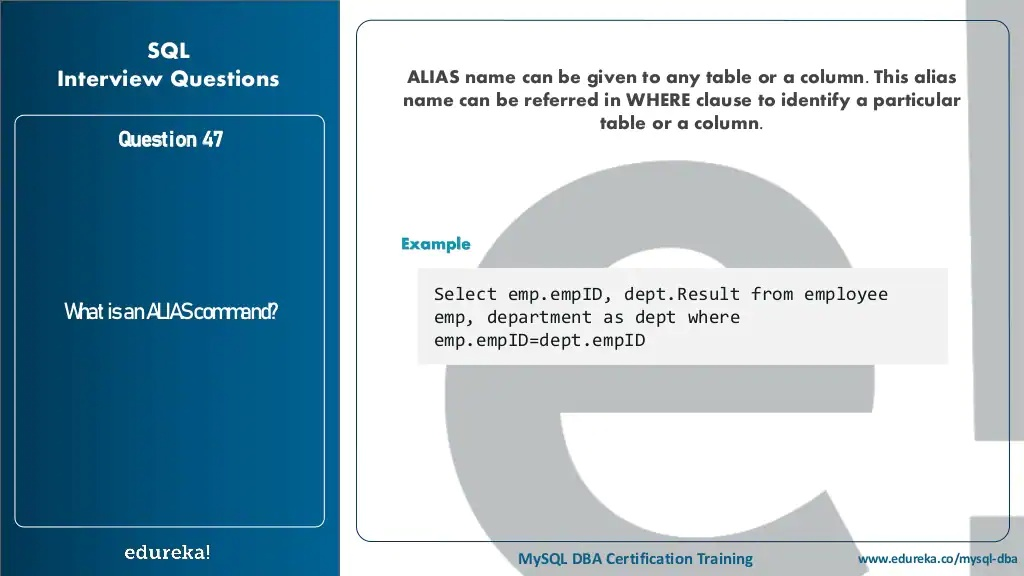 SQL
Interview Questions
Question 47
What is an ALIAS command?
edureka!
ALIAS name can be given to any table or a column. This alias
name can be referred in WHERE clause to identify a particular
table or a column.
Example
Select emp.empID, dept.Result from employee
emp, department as dept where
emp.empID=dept.empID
MySQL DBA Certification Training
www.edureka.co/mysql-dba